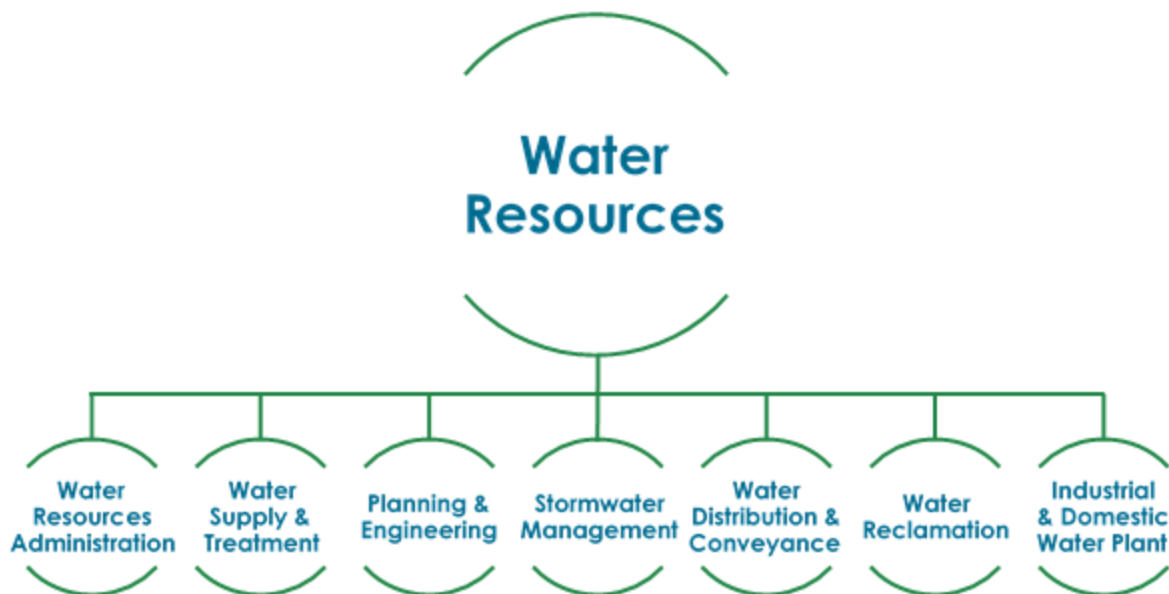 Water
Resources
Water
Resources
Administration
Water
Supply &
Treatment
Planning &
Engineering
Stormwater
Management
Water
Distribution &
Conveyance
Water
Reclamation
Industrial
& Domestic
Water Plant